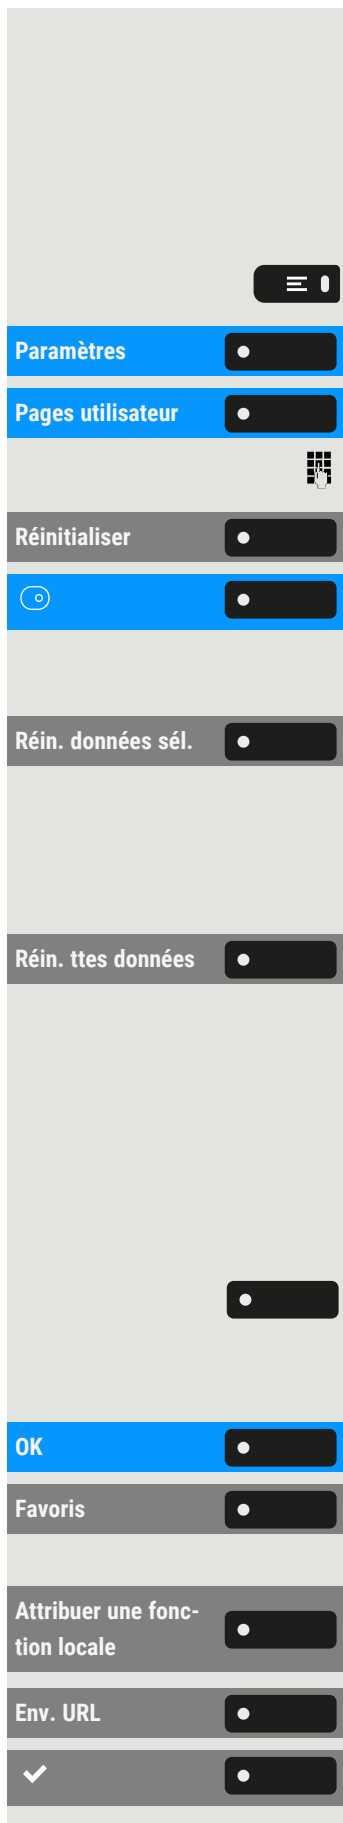 Paramètres
Pages utilisateur
Réinitialiser
Réin. données sél.
Réin. ttes données
OK
Favoris
Attribuer une fonc-
tion locale
Env. URL